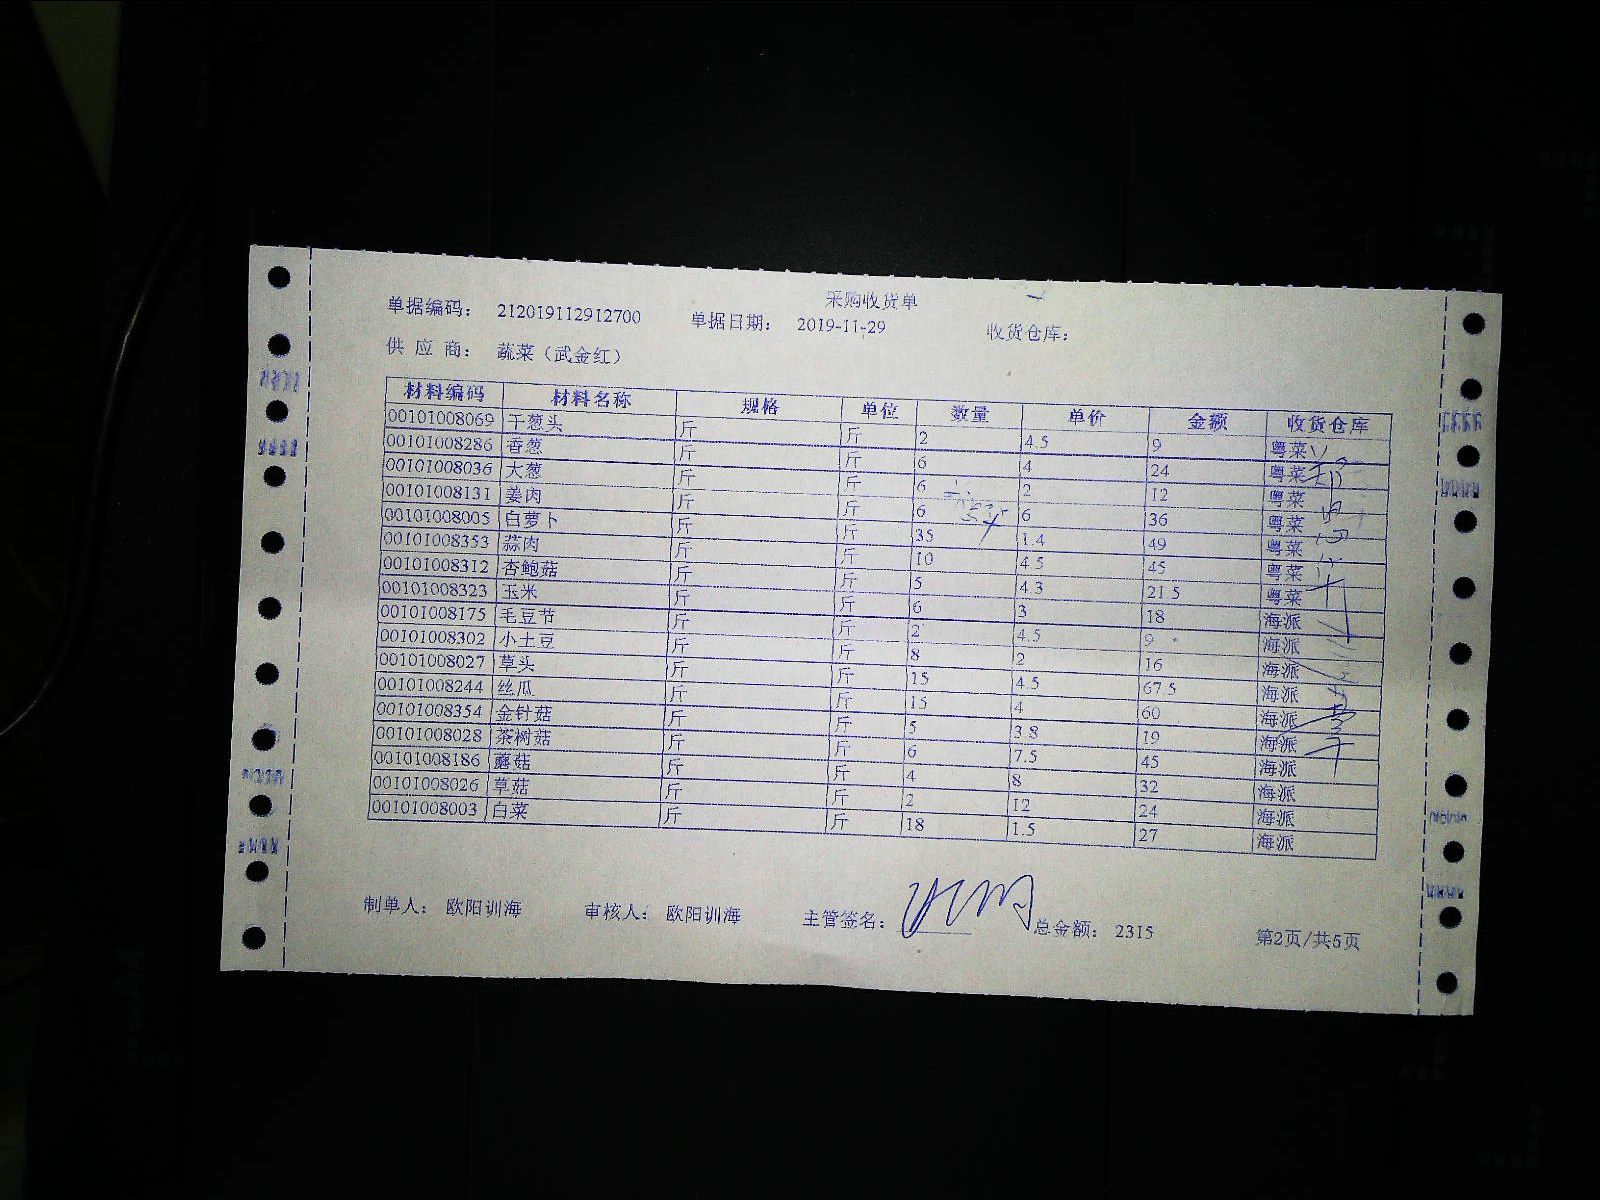 采购收货单
单据编码： 212019112912700 单据日期： 2019-11-29 收货仓库：
供 应 商： 蔬菜（武金红）
材料编码 材料名称 规格 单位 数量 单价 金额 收货仓库
00101008069 干葱头 斤 斤 2 4.5 9 粤菜
00101008286 香葱 斤 斤 6 4 24 粤菜
00101008036 大葱 斤 斤 6 2 12 粤菜
00101008131 姜肉 斤 斤 6 6 36 粤菜
00101008005 白萝卜 斤 斤 35 1.4 49 粤菜
00101008353 蒜肉 斤 斤 10 4.5 45 粤菜
00101008312 杏鲍菇 斤 斤 5 4.3 21.5 粤菜
00101008323 玉米 斤 斤 6 3 18 海派
00101008175 毛豆节 斤 斤 2 4.5 9 海派
00101008302 小土豆 斤 斤 8 2 16 海派
00101008027 草头 斤 斤 15 4.5 67.5 海派
00101008244 丝瓜 斤 斤 15 4 60 海派
00101008354 金针菇 斤 斤 5 3.8 19 海派
00101008028 茶树菇 斤 斤 6 7.5 45 海派
00101008186 蘑菇 斤 斤 4 8 32 海派
00101008026 草菇 斤 斤 2 12 24 海派
00101008003 白菜 斤 斤 18 1.5 27 海派
制单人： 欧阳训海 审核人： 欧阳训海 主管签名： 总金额： 2315 第2页/共5页